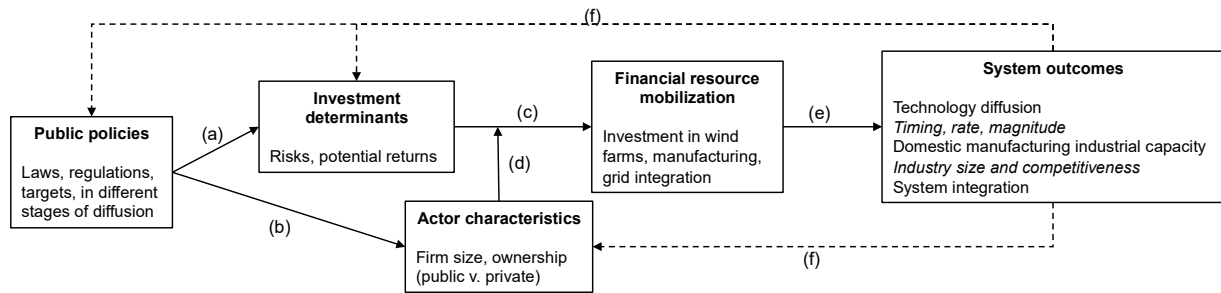 (f)
Public policies
Laws, regulations,
targets, in different
stages of diffusion
(a)
(b)
Investment
determinants
Risks, potential returns
(c)
(d)
Actor characteristics
Firm size, ownership
(public v. private)
Financial resource
mobilization
Investment in wind
farms, manufacturing,
grid integration
(e)
System outcomes
Technology diffusion
Timing, rate, magnitude
Domestic manufacturing industrial capacity
Industry size and competitiveness
System integration
(f)